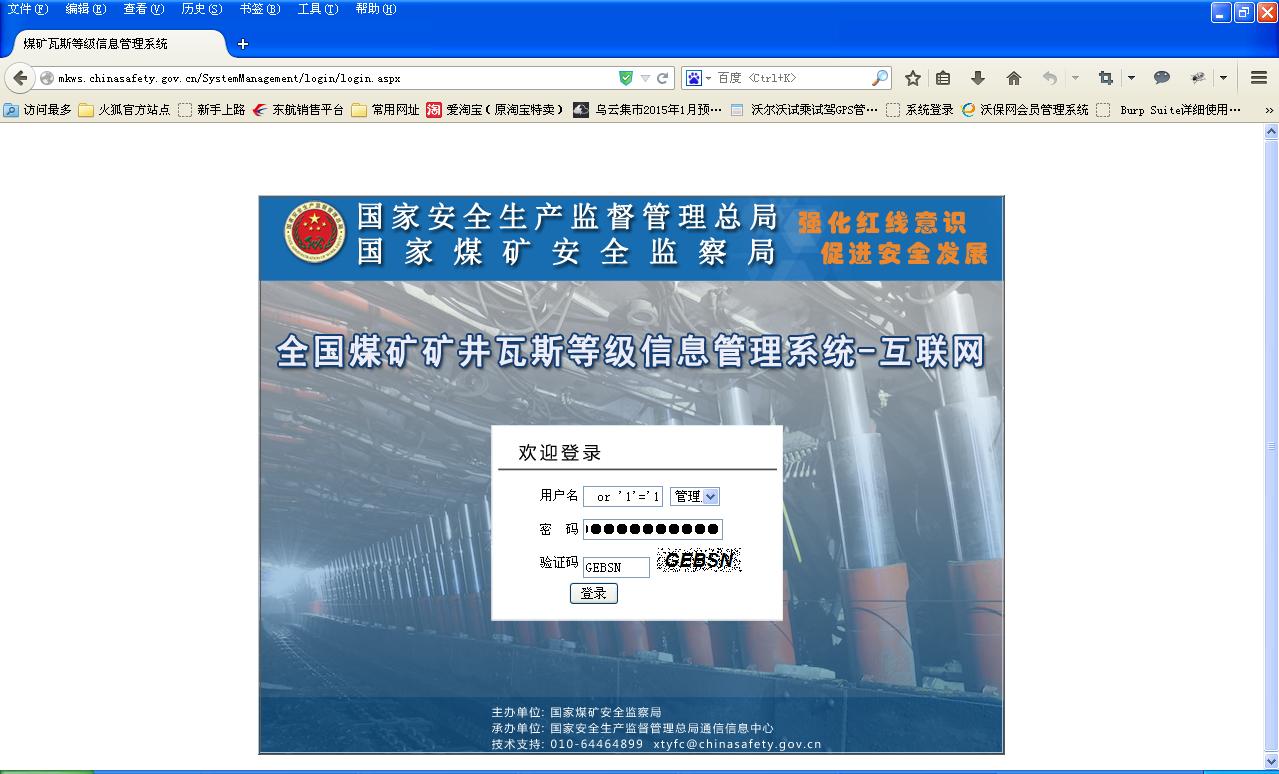 文件(F) 编辑(E) 查看(V) 历史(S) 书签(B) 工具(T) 帮助(H)
煤矿瓦斯等级信息管理系统
mkws.chinasafety.gov.cn/SystemManagement/login/login.aspx
百度 <Ctrl+K>
访问最多 火狐官方站点 新手上路 东航销售平台 常用网址 淘 爱淘宝（原淘宝特卖） 乌云集市2015年1月预… 沃尔沃试乘试驾GPS管… 系统登录 沃保网会员管理系统 Burp Suite详细使用… »
国家安全生产监督管理总局
国家煤矿安全监察局
强化红线意识
促进安全发展
全国煤矿矿井瓦斯等级信息管理系统-互联网
欢迎登录
用户名 or '1'='1 管理
密 码 ●●●●●●●●●●
验证码 GEBSN GEBSN
登录
主办单位: 国家煤矿安全监察局
承办单位: 国家安全生产监督管理总局通信信息中心
技术支持: 010-64464899 xtyfc@chinasafety.gov.cn